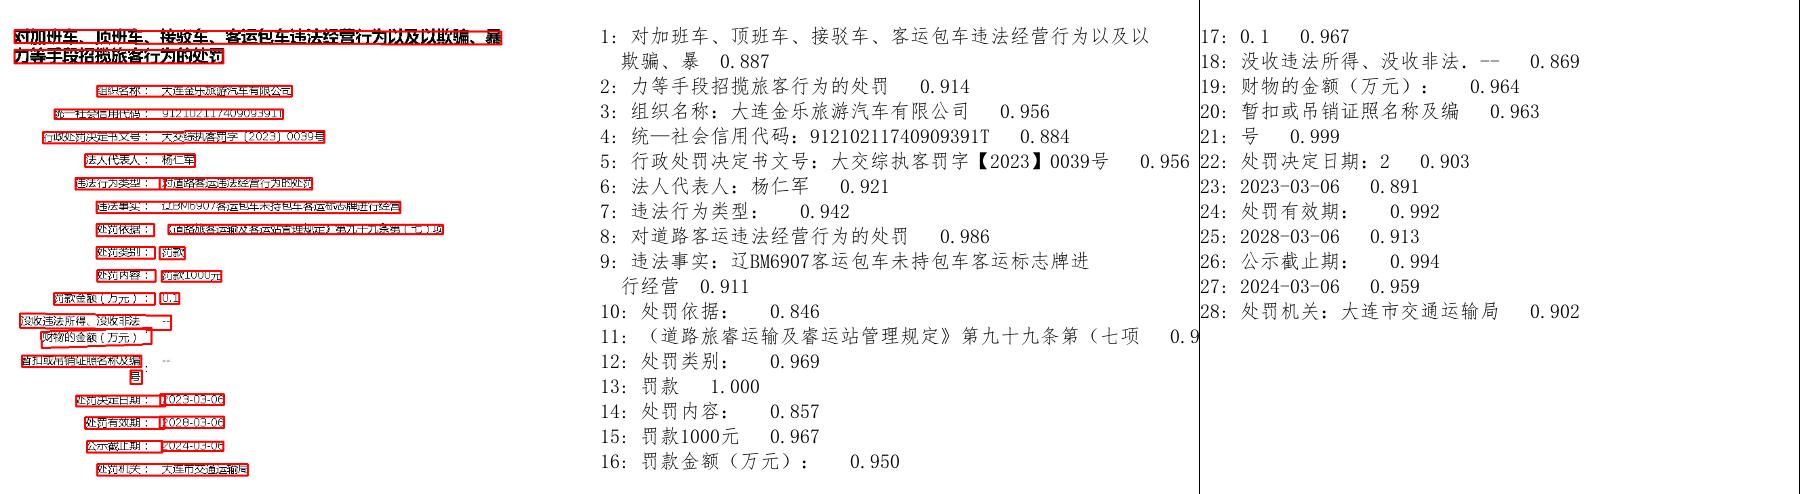 对加班车、顶班车、接驳车、客运包车违法经营行为以及以欺骗、暴
力等手段招揽旅客行为的处罚
组织名称： 大连金乐旅游汽车有限公司
统一社会信用代码： 91210211740909391T
行政处罚决定书文号： 大交综执客罚字【2023】0039号
法人代表人： 杨仁军
违法行为类型： 对道路客运违法经营行为的处罚
违法事实： 辽BM6907客运包车未持包车客运标志牌进行经营
处罚依据： 《道路旅客运输及客运站管理规定》第九十九条第（七）项
处罚类别： 罚款
处罚内容： 罚款1000元
罚款金额（万元）： 0.1
没收违法所得、没收非法 --
财物的金额（万元）
暂扣或吊销证照名称及编 --
号：
处罚决定日期： 2023-03-06
处罚有效期： 2028-03-06
公示截止期： 2024-03-06
处罚机关： 大连市交通运输局
1: 对加班车、顶班车、接驳车、客运包车违法经营行为以及以
欺骗、暴 0.887
2: 力等手段招揽旅客行为的处罚 0.914
3: 组织名称：大连金乐旅游汽车有限公司 0.956
4: 统一社会信用代码：91210211740909391T 0.884
5: 行政处罚决定书文号：大交综执客罚字【2023】0039号 0.956
6: 法人代表人：杨仁军 0.921
7: 违法行为类型： 0.942
8: 对道路客运违法经营行为的处罚 0.986
9: 违法事实：辽BM6907客运包车未持包车客运标志牌进
行经营 0.911
10: 处罚依据： 0.846
11: （道路旅睿运输及睿运站管理规定》第九十九条第（七项 0.9
12: 处罚类别： 0.969
13: 罚款 1.000
14: 处罚内容： 0.857
15: 罚款1000元 0.967
16: 罚款金额（万元）： 0.950
17: 0.1 0.967
18: 没收违法所得、没收非法．-- 0.869
19: 财物的金额（万元）： 0.964
20: 暂扣或吊销证照名称及编 0.963
21: 号 0.999
22: 处罚决定日期：2 0.903
23: 2023-03-06 0.891
24: 处罚有效期： 0.992
25: 2028-03-06 0.913
26: 公示截止期： 0.994
27: 2024-03-06 0.959
28: 处罚机关：大连市交通运输局 0.902